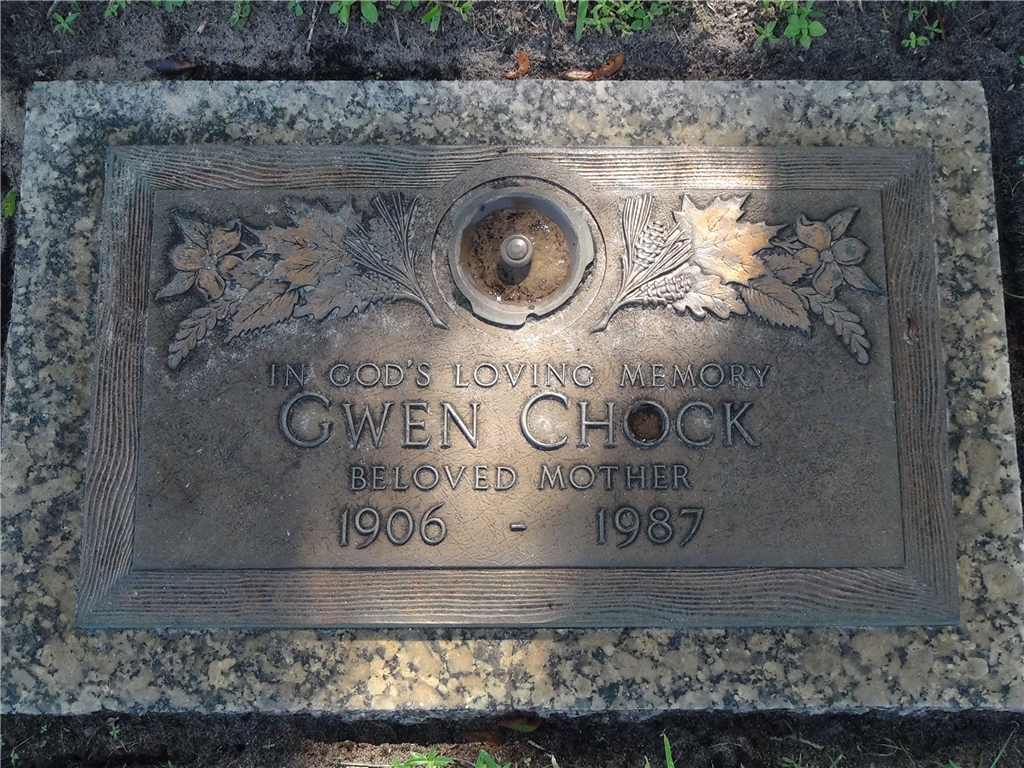 IN GOD'S LOVING MEMORY
GWEN CHOCK
BELOVED MOTHER
1906 - 1987